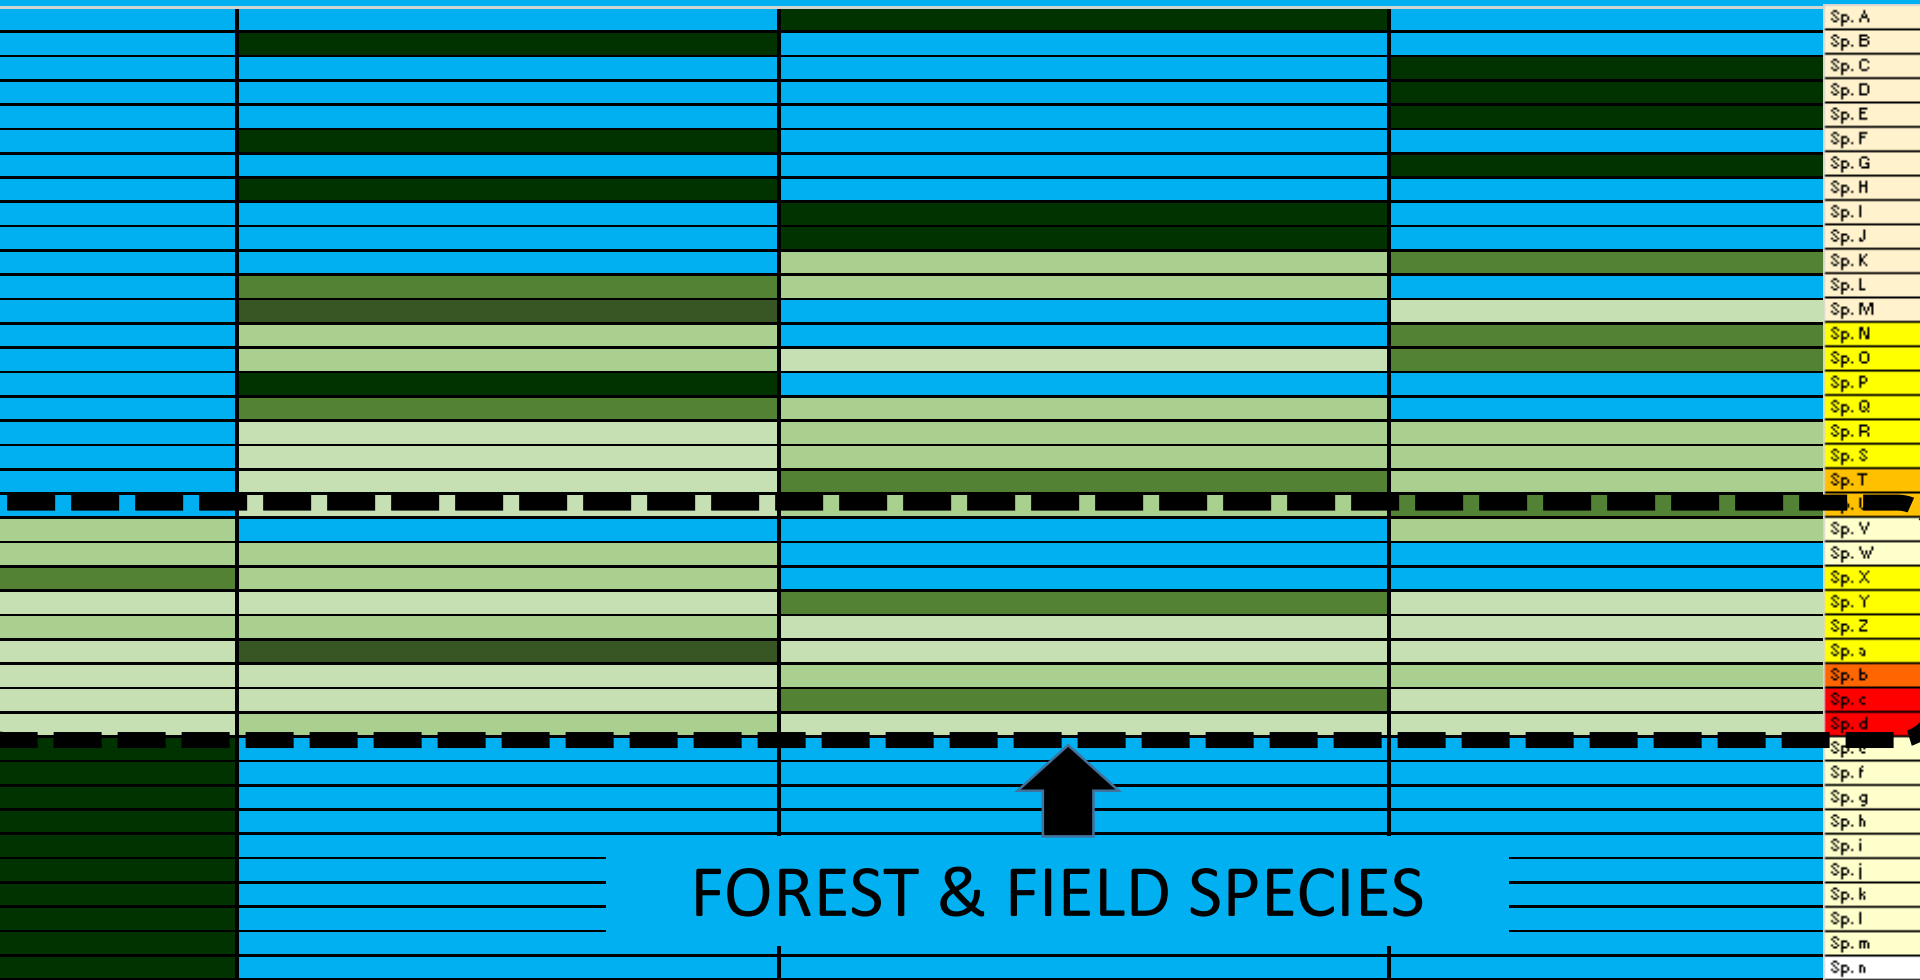 Sp. A
Sp. B
Sp. C
Sp. D
Sp. E
Sp. F
Sp. G
Sp. H
Sp. I
Sp. J
Sp. K
Sp. L
Sp. M
Sp. N
Sp. O
Sp. P
Sp. Q
Sp. R
Sp. S
Sp. T
Sp. V
Sp. W
Sp. X
Sp. Y
Sp. Z
Sp. a
Sp. b
Sp. c
Sp. d
Sp. f
Sp. g
Sp. h
Sp. i
Sp. j
Sp. k
Sp. l
Sp. m
Sp. n
FOREST & FIELD SPECIES